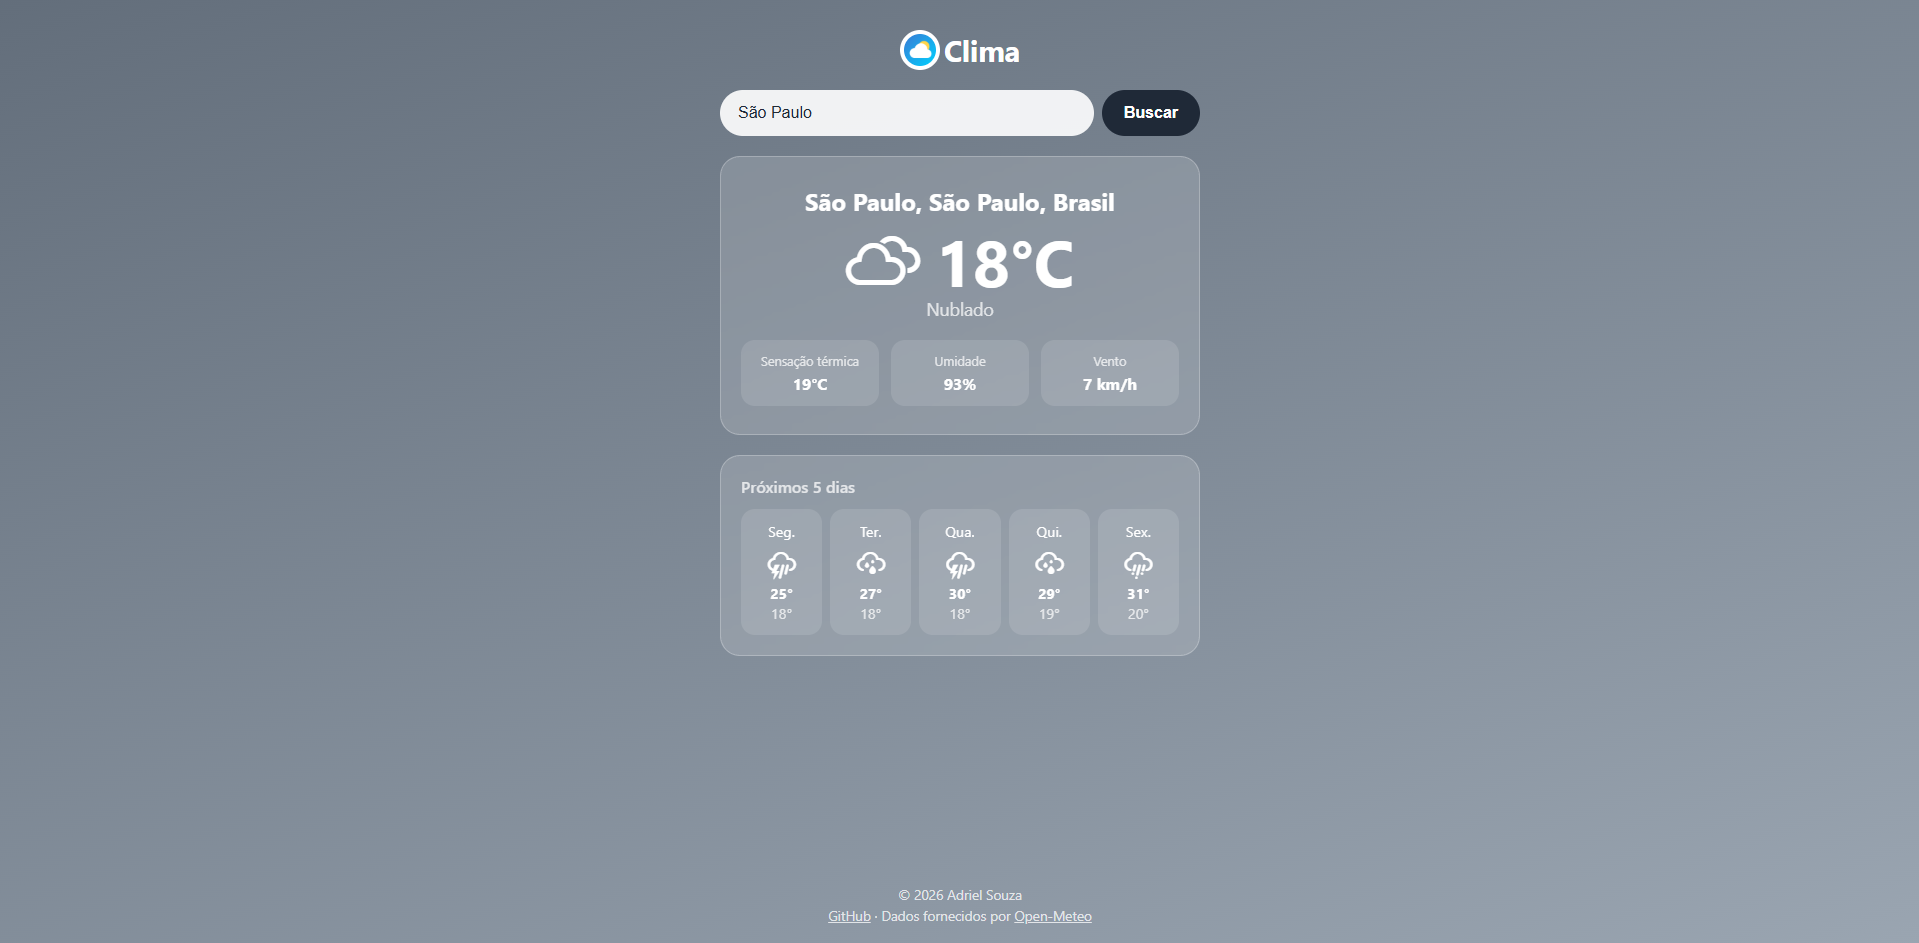 Clima
São Paulo
Buscar
São Paulo, São Paulo, Brasil
18°C
Nublado
Sensação térmica
19°C
Umidade
93%
Vento
7 km/h
Próximos 5 dias
Seg.
25°
18°
Ter.
27°
18°
Qua.
30°
18°
Qui.
29°
19°
Sex.
31°
20°
© 2026 Adriel Souza
GitHub · Dados fornecidos por Open-Meteo